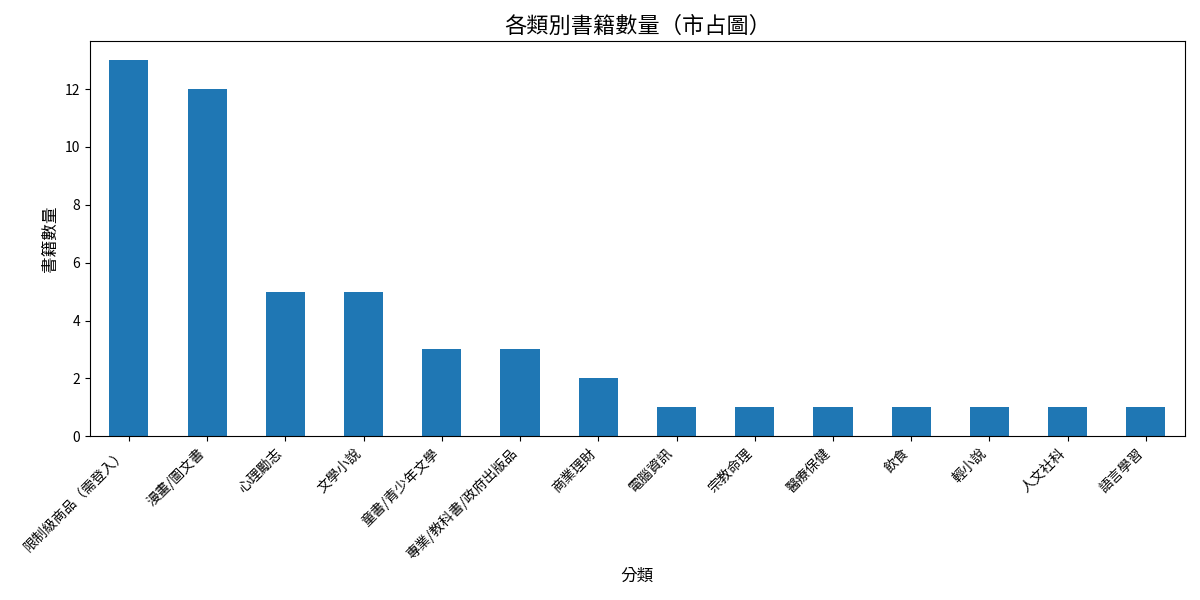 各類別書籍數量（市占圖）
書籍數量
12
10
8
6
4
2
0
限制級商品（需登入）
漫畫/圖文書
心理勵志
文學小說
童書/青少年文學
專業/教科書/政府出版品
商業理財
電腦資訊
宗教命理
醫療保健
飲食
輕小說
人文社科
語言學習
分類